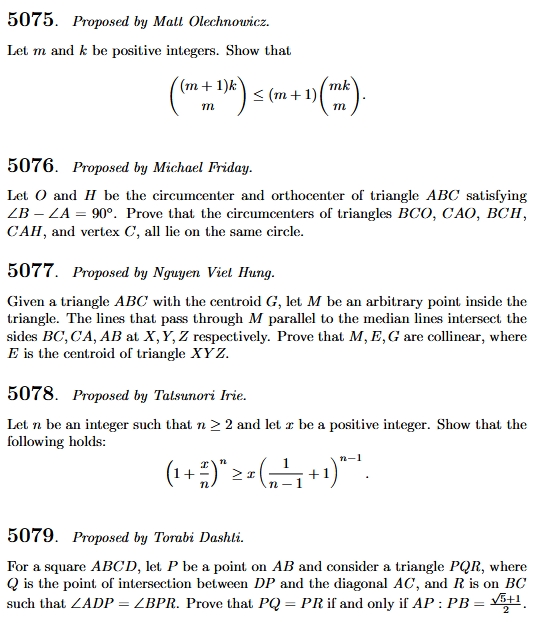 5075. Proposed by Matt Olechnowicz.
Let m and k be positive integers. Show that
$$\binom{(m+1)k}{m} \leq (m+1)\binom{mk}{m}.$$
5076. Proposed by Michael Friday.
Let O and H be the circumcenter and orthocenter of triangle ABC satisfying
∠B − ∠A = 90°. Prove that the circumcenters of triangles BCO, CAO, BCH,
CAH, and vertex C, all lie on the same circle.
5077. Proposed by Nguyen Viet Hung.
Given a triangle ABC with the centroid G, let M be an arbitrary point inside the
triangle. The lines that pass through M parallel to the median lines intersect the
sides BC, CA, AB at X, Y, Z respectively. Prove that M, E, G are collinear, where
E is the centroid of triangle XYZ.
5078. Proposed by Tatsunori Irie.
Let n be an integer such that n ≥ 2 and let x be a positive integer. Show that the
following holds:
$$\left(1+\frac{x}{n}\right)^n \geq x\left(\frac{1}{n-1}+1\right)^{n-1}.$$
5079. Proposed by Torabi Dashti.
For a square ABCD, let P be a point on AB and consider a triangle PQR, where
Q is the point of intersection between DP and the diagonal AC, and R is on BC
such that ∠ADP = ∠BPR. Prove that PQ = PR if and only if AP : PB = $\frac{\sqrt{5}+1}{2}$.